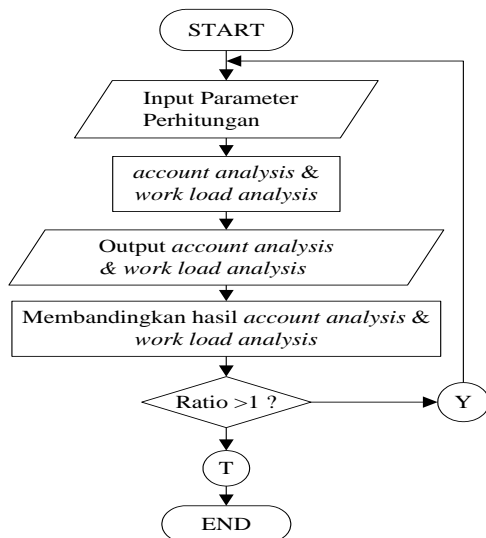 START
Input Parameter
Perhitungan
account analysis &
work load analysis
Output account analysis
& work load analysis
Membandingkan hasil account analysis &
work load analysis
Ratio >1 ?
Y
T
END